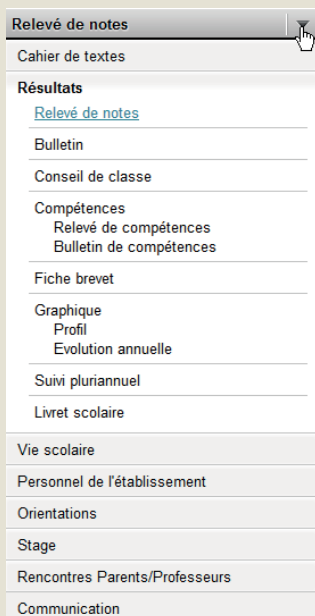 Relevé de notes
Cahier de textes
Résultats
Relevé de notes
Bulletin
Conseil de classe
Compétences
Relevé de compétences
Bulletin de compétences
Fiche brevet
Graphique
Profil
Evolution annuelle
Suivi pluriannuel
Livret scolaire
Vie scolaire
Personnel de l'établissement
Orientations
Stage
Rencontres Parents/Professeurs
Communication